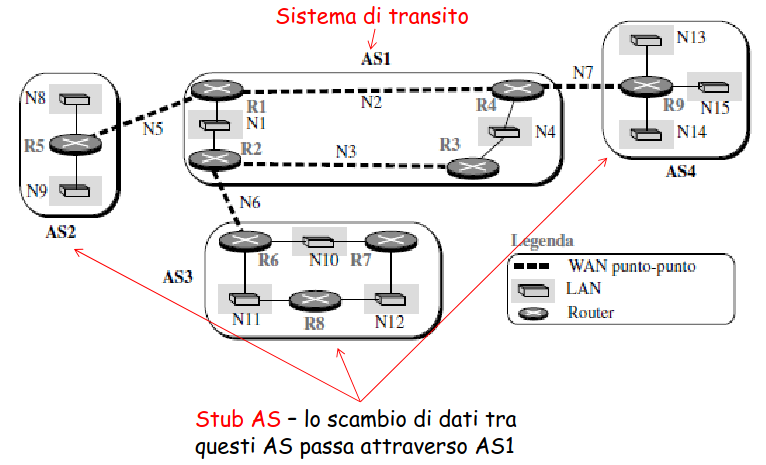 Sistema di transito
AS1
N13
N7
N8
R1
N2
R4
R9
N15
N5
N1
R5
R2
N3
R3
N4
N14
N9
AS4
N6
AS2
R6
N10
R7
Legenda
AS3
WAN punto-punto
LAN
N11
R8
N12
Router
Stub AS – lo scambio di dati tra
questi AS passa attraverso AS1